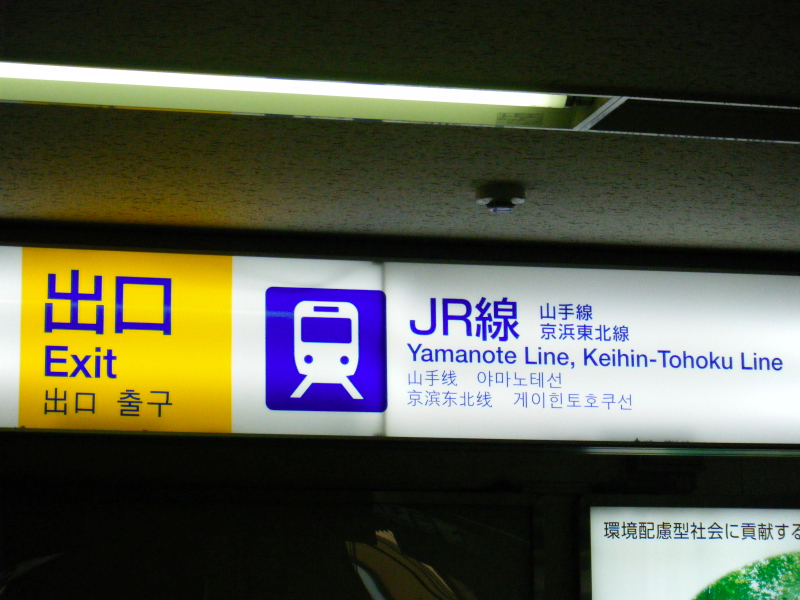 出口
Exit
出口 출구
JR線
山手線
京浜東北線
Yamanote Line, Keihin-Tohoku Line
山手线 야마노테선
京滨东北线 게이힌토호쿠선
環境配慮型社会に貢献する